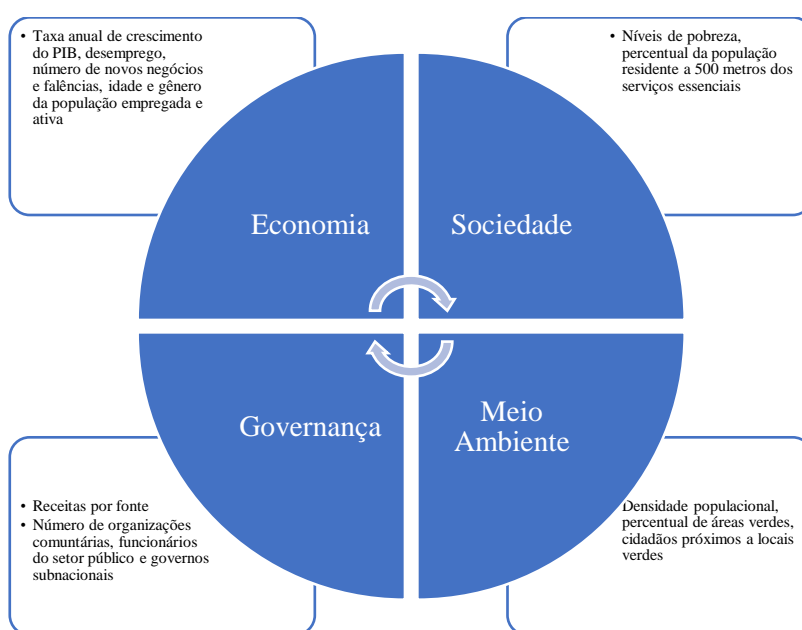 • Taxa anual de crescimento
do PIB, desemprego,
número de novos negócios
e falências, idade e gênero
da população empregada e
ativa
• Níveis de pobreza,
percentual da população
residente a 500 metros dos
serviços essenciais
Economia
Sociedade
Governança
Meio
Ambiente
• Receitas por fonte
• Número de organizações
comuntárias, funcionários
do setor público e governos
subnacionais
Densidade populacional,
percentual de áreas verdes,
cidadãos próximos a locais
verdes